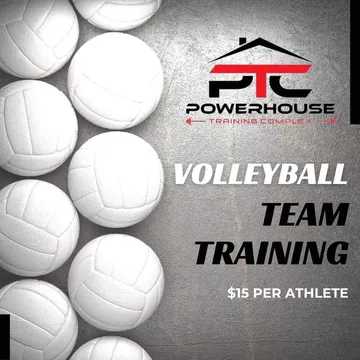 PTC
POWERHOUSE
TRAINING COMPLEX
VOLLEYBALL
TEAM
TRAINING
$15 PER ATHLETE